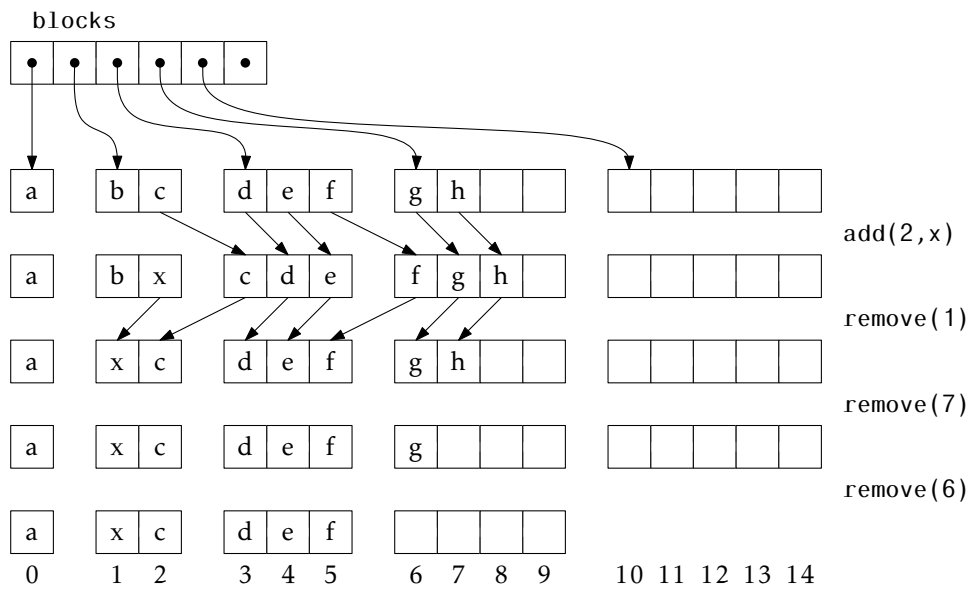 blocks
a b c d e f g h
add(2,x)
a b x c d e f g h
remove(1)
a x c d e f g h
remove(7)
a x c d e f g
remove(6)
a x c d e f
0 1 2 3 4 5 6 7 8 9 10 11 12 13 14